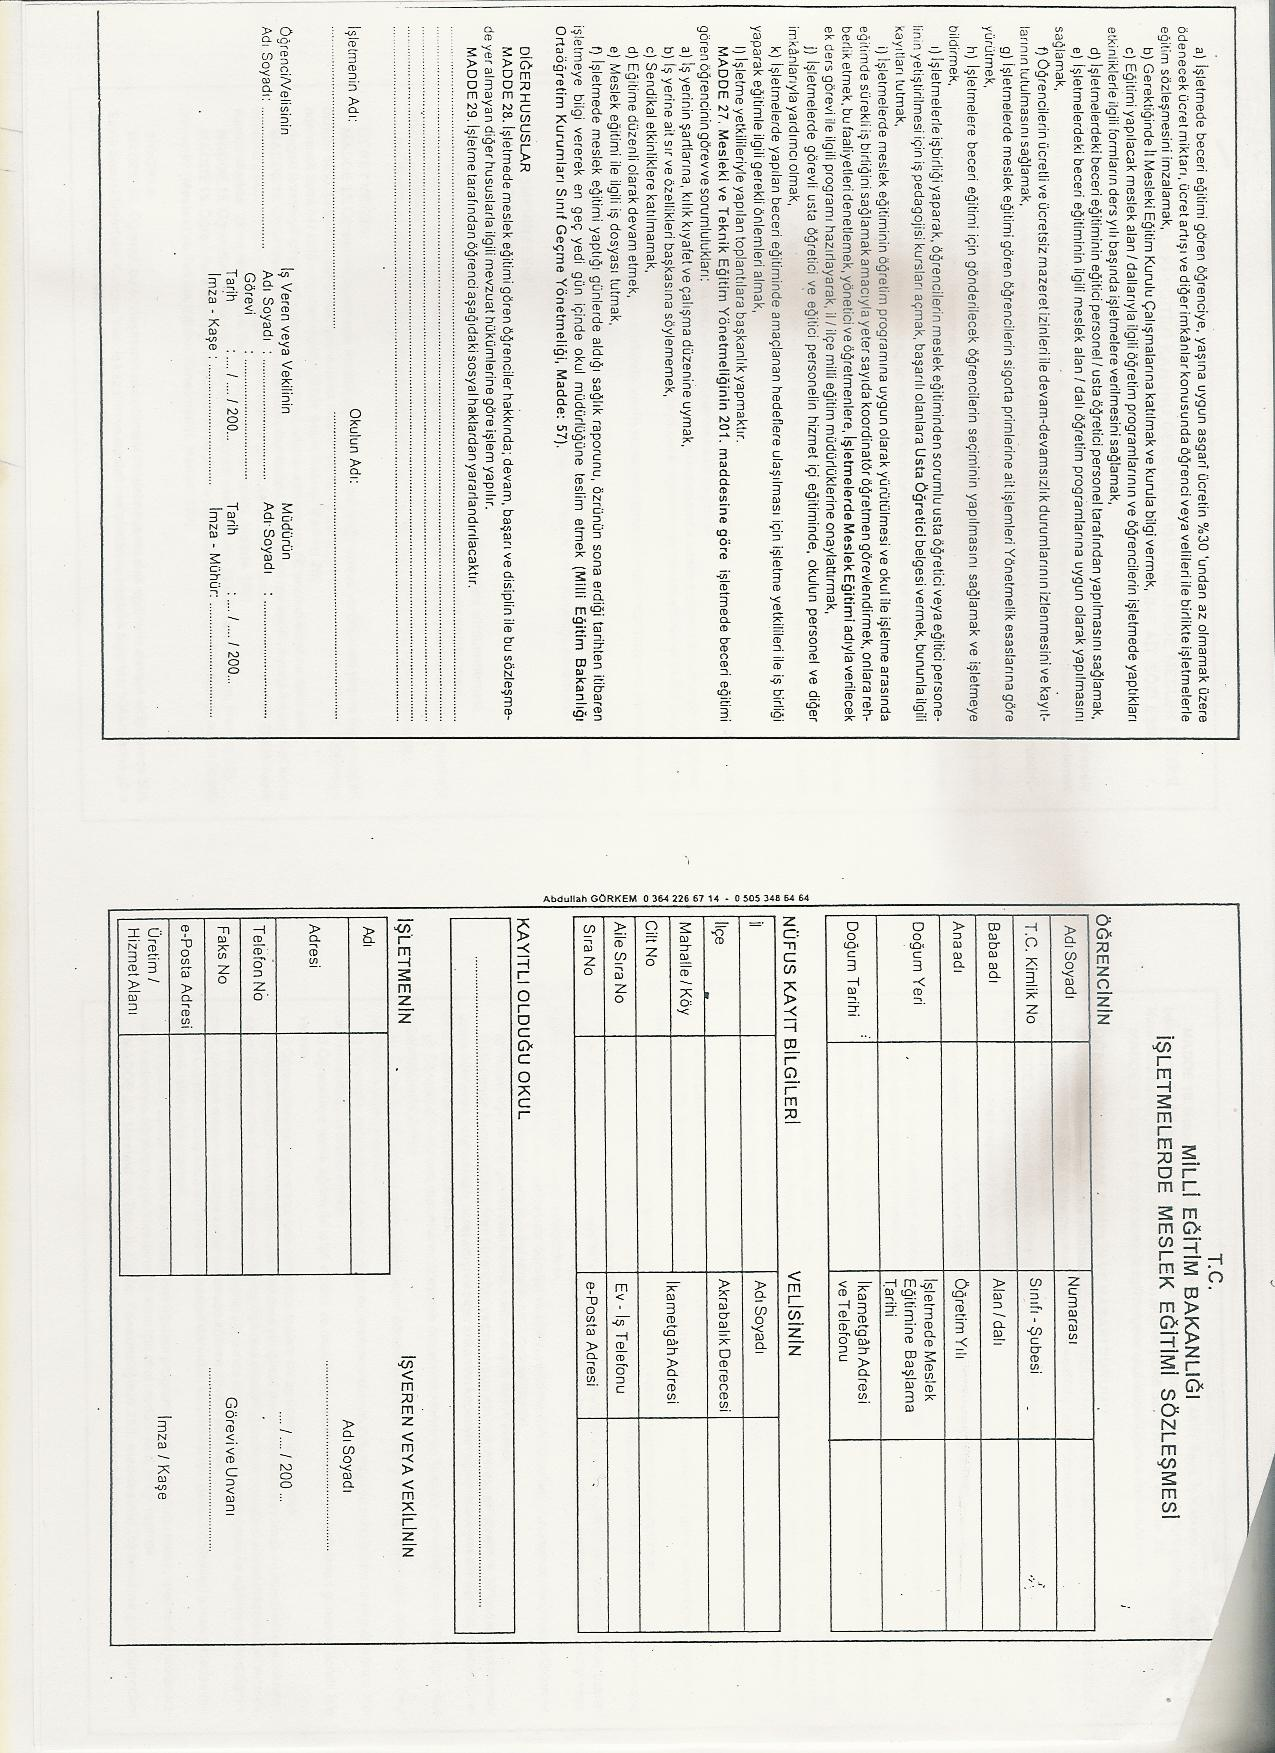 a) İşletmede beceri eğitimi gören öğrenciye, yaşına uygun asgarî ücretin %30 'undan az olmamak üzere
ödenecek ücret miktarı, ücret artışı ve diğer imkânlar konusunda öğrenci veya velileri ile birlikte işletmelerle
eğitim sözleşmesini imzalamak,
b) Gerektiğinde İl Mesleki Eğitim Kurulu Çalışmalarına katılmak ve kurula bilgi vermek,
c) Eğitimi yapılacak meslek alan / dallarıyla ilgili öğretim programlarının ve öğrencilerin işletmede yaptıkları
etkinliklerle ilgili formların ders yılı başında işletmelere verilmesini sağlamak,
d) İşletmelerdeki beceri eğitiminin eğitici personel / usta öğretici personel tarafından yapılmasını sağlamak,
e) İşletmelerdeki beceri eğitiminin ilgili meslek alan / dalı öğretim programlarına uygun olarak yapılmasını
sağlamak,
f) Öğrencilerin ücretli ve ücretsiz mazeret izinleri ile devam-devamsızlık durumlarının izlenmesini ve kayıt-
larının tutulmasını sağlamak,
g) İşletmelerde meslek eğitimi gören öğrencilerin sigorta primlerine ait işlemleri Yönetmelik esaslarına göre
yürütmek,
h) İşletmelere beceri eğitimi için gönderilecek öğrencilerin seçiminin yapılmasını sağlamak ve işletmeye
bildirmek,
ı) İşletmelerle işbirliği yaparak, öğrencilerin meslek eğitiminden sorumlu usta öğretici veya eğitici persone-
linin yetiştirilmesi için iş pedagojisi kursları açmak, başarılı olanlara Usta Öğretici belgesi vermek, bununla ilgili
kayıtları tutmak,
i) İşletmelerde meslek eğitiminin öğretim programına uygun olarak yürütülmesi ve okul ile işletme arasında
eğitimde sürekli iş birliğini sağlamak amacıyla yeter sayıda koordinatör öğretmen görevlendirmek, onlara reh-
berlik etmek, bu faaliyetleri denetlemek, yönetici ve öğretmenlere, İşletmelerde Meslek Eğitimi adıyla verilecek
ek ders görevi ile ilgili programı hazırlayarak, il / ilçe milli eğitim müdürlüklerine onaylattırmak,
j) İşletmelerde görevli usta öğretici ve eğitici personelin hizmet içi eğitiminde, okulun personel ve diğer
imkânlarıyla yardımcı olmak,
k) İşletmelerde yapılan beceri eğitiminde amaçlanan hedeflere ulaşılması için işletme yetkilileri ile iş birliği
yaparak eğitimle ilgili gerekli önlemleri almak,
l) İşletme yetkilileriyle yapılan toplantılara başkanlık yapmaktır.
MADDE 27. Mesleki ve Teknik Eğitim Yönetmeliğinin 201. maddesine göre işletmede beceri eğitimi
gören öğrencinin görev ve sorumlulukları:
a) İş yerinin şartlarına, kılık kıyafet ve çalışma düzenine uymak,
b) İş yerine ait sır ve özellikleri başkasına söylememek,
c) Sendikal etkinliklere katılmamak,
d) Eğitime düzenli olarak devam etmek,
e) Meslek eğitimi ile ilgili iş dosyası tutmak,
f) İşletmede meslek eğitimi yaptığı günlerde aldığı sağlık raporunu, özrünün sona erdiği tarihten itibaren
işletmeye bilgi vererek en geç yedi gün içinde okul müdürlüğüne teslim etmek (Milli Eğitim Bakanlığı
Ortaöğretim Kurumları Sınıf Geçme Yönetmeliği, Madde: 57).
DİĞER HUSUSLAR
MADDE 28. İşletmede meslek eğitimi gören öğrenciler hakkında; devam, başarı ve disiplin ile bu sözleşme-
de yer almayan diğer hususlarla ilgili mevzuat hükümlerine göre işlem yapılır.
MADDE 29. İşletme tarafından öğrenci aşağıdaki sosyal haklardan yararlandırılacaktır.
İşletmenin Adı: Okulun Adı:
Öğrenci/Velisinin İş Veren veya Vekilinin Müdürün
Adı Soyadı: ........ Adı Soyadı : ........ Adı Soyadı : ........
Görevi : ........
Tarih : .... / .... / 200... Tarih : .... / .... / 200...
İmza - Kaşe : ........ İmza - Mühür: ........
Abdullah GÖRKEM 0 364 226 67 14 - 0 505 348 64 64
T.C.
MİLLİ EĞİTİM BAKANLIĞI
İŞLETMELERDE MESLEK EĞİTİMİ SÖZLEŞMESİ
ÖĞRENCİNİN
Adı Soyadı Numarası
T.C. Kimlik No Sınıfı - Şubesi
Baba adı Alan / dalı
Ana adı Öğretim Yılı
Doğum Yeri İşletmede Meslek Eğitimine Başlama Tarihi
Doğum Tarihi : İkametgâh Adresi ve Telefonu
NÜFUS KAYIT BİLGİLERİ VELİSİNİN
İl Adı Soyadı
İlçe Akrabalık Derecesi
Mahalle / Köy İkametgâh Adresi
Cilt No
Aile Sıra No Ev - İş Telefonu
Sıra No e-Posta Adresi
KAYITLI OLDUĞU OKUL
İŞLETMENİN İŞVEREN VEYA VEKİLİNİN
Adı Adı Soyadı
Adresi .... / .... / 200 ...
Telefon No
Faks No Görevi ve Unvanı
e-Posta Adresi
Üretim / Hizmet Alanı İmza / Kaşe